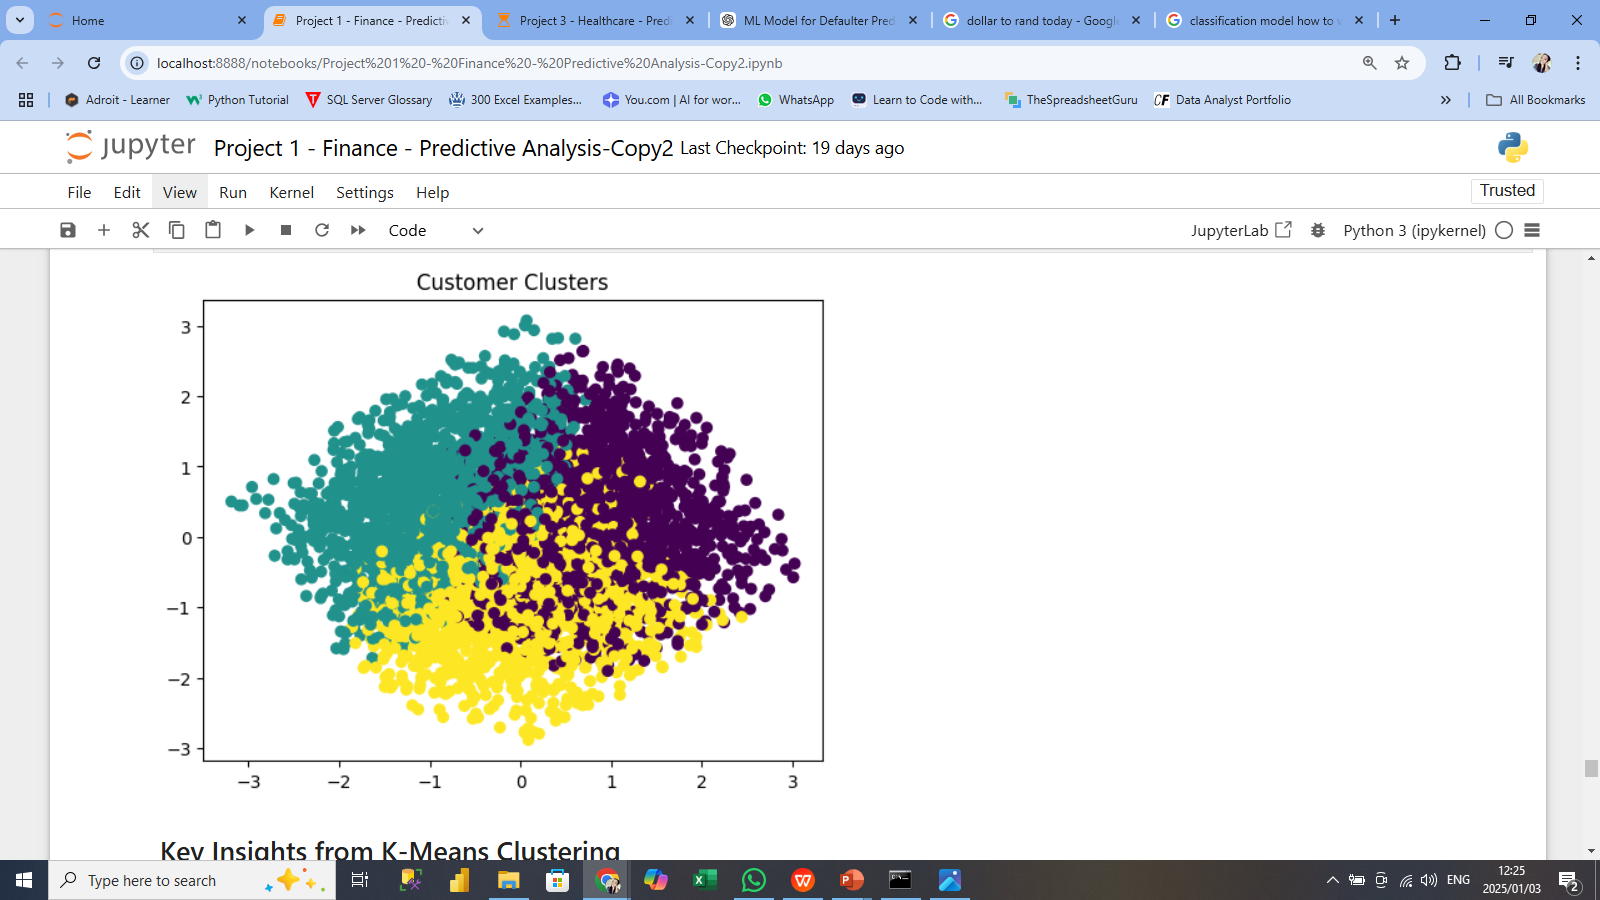 Home
Project 1 - Finance - Predictiv
Project 3 - Healthcare - Pred
ML Model for Defaulter Pred
dollar to rand today - Google
classification model how to v
localhost:8888/notebooks/Project%201%20-%20Finance%20-%20Predictive%20Analysis-Copy2.ipynb
Adroit - Learner
Python Tutorial
SQL Server Glossary
300 Excel Examples...
You.com | AI for wor...
WhatsApp
Learn to Code with...
TheSpreadsheetGuru
CF Data Analyst Portfolio
All Bookmarks
jupyter Project 1 - Finance - Predictive Analysis-Copy2 Last Checkpoint: 19 days ago
File Edit View Run Kernel Settings Help
Trusted
Code
JupyterLab
Python 3 (ipykernel)
Customer Clusters
3
2
1
0
−1
−2
−3
−3 −2 −1 0 1 2 3
Key Insights from K-Means Clustering
Type here to search
ENG
12:25
2025/01/03
2